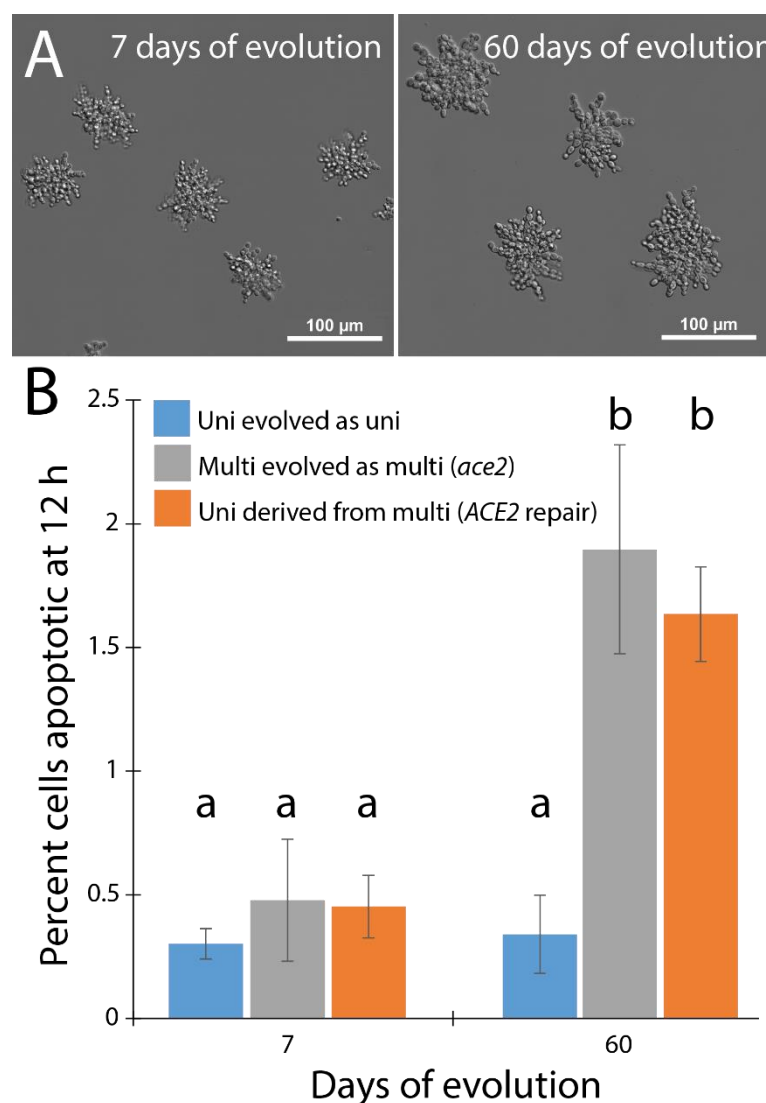 A
7 days of evolution
60 days of evolution
100 µm
100 µm
B
Percent cells apoptotic at 12 h
2.5
2
1.5
1
0.5
0
Uni evolved as uni
Multi evolved as multi (ace2)
Uni derived from multi (ACE2 repair)
a a a a b b
7 60
Days of evolution